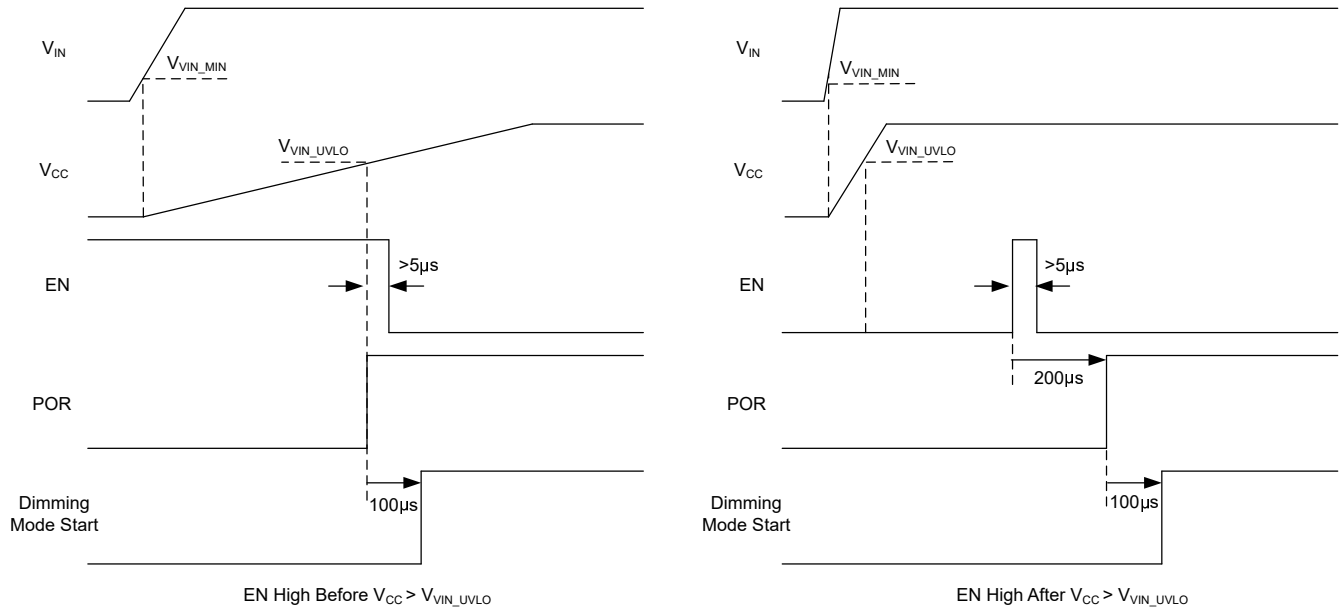 V_IN
V_VIN_MIN
V_CC
V_VIN_UVLO
EN
>5µs
POR
100µs
Dimming
Mode Start
EN High Before V_CC > V_VIN_UVLO
V_IN
V_VIN_MIN
V_CC
V_VIN_UVLO
EN
>5µs
200µs
POR
100µs
Dimming
Mode Start
EN High After V_CC > V_VIN_UVLO